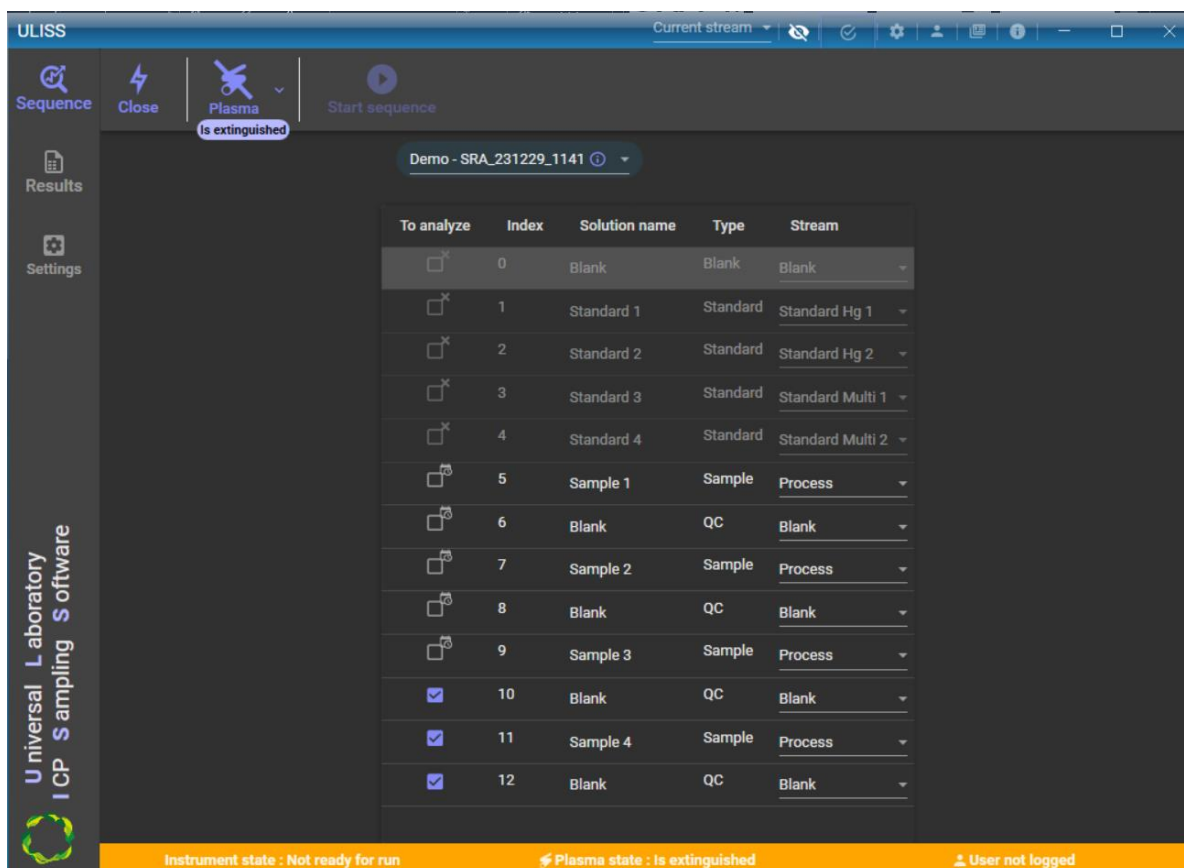 ULISS
Current stream
Sequence
Close
Plasma
Is extinguished
Start sequence
Results
Settings
Demo - SRA_231229_1141
To analyze Index Solution name Type Stream
0 Blank Blank Blank
1 Standard 1 Standard Standard Hg 1
2 Standard 2 Standard Standard Hg 2
3 Standard 3 Standard Standard Multi 1
4 Standard 4 Standard Standard Multi 2
5 Sample 1 Sample Process
6 Blank QC Blank
7 Sample 2 Sample Process
8 Blank QC Blank
9 Sample 3 Sample Process
10 Blank QC Blank
11 Sample 4 Sample Process
12 Blank QC Blank
U niversal L aboratory
I CP S ampling S oftware
Instrument state : Not ready for run Plasma state : Is extinguished User not logged